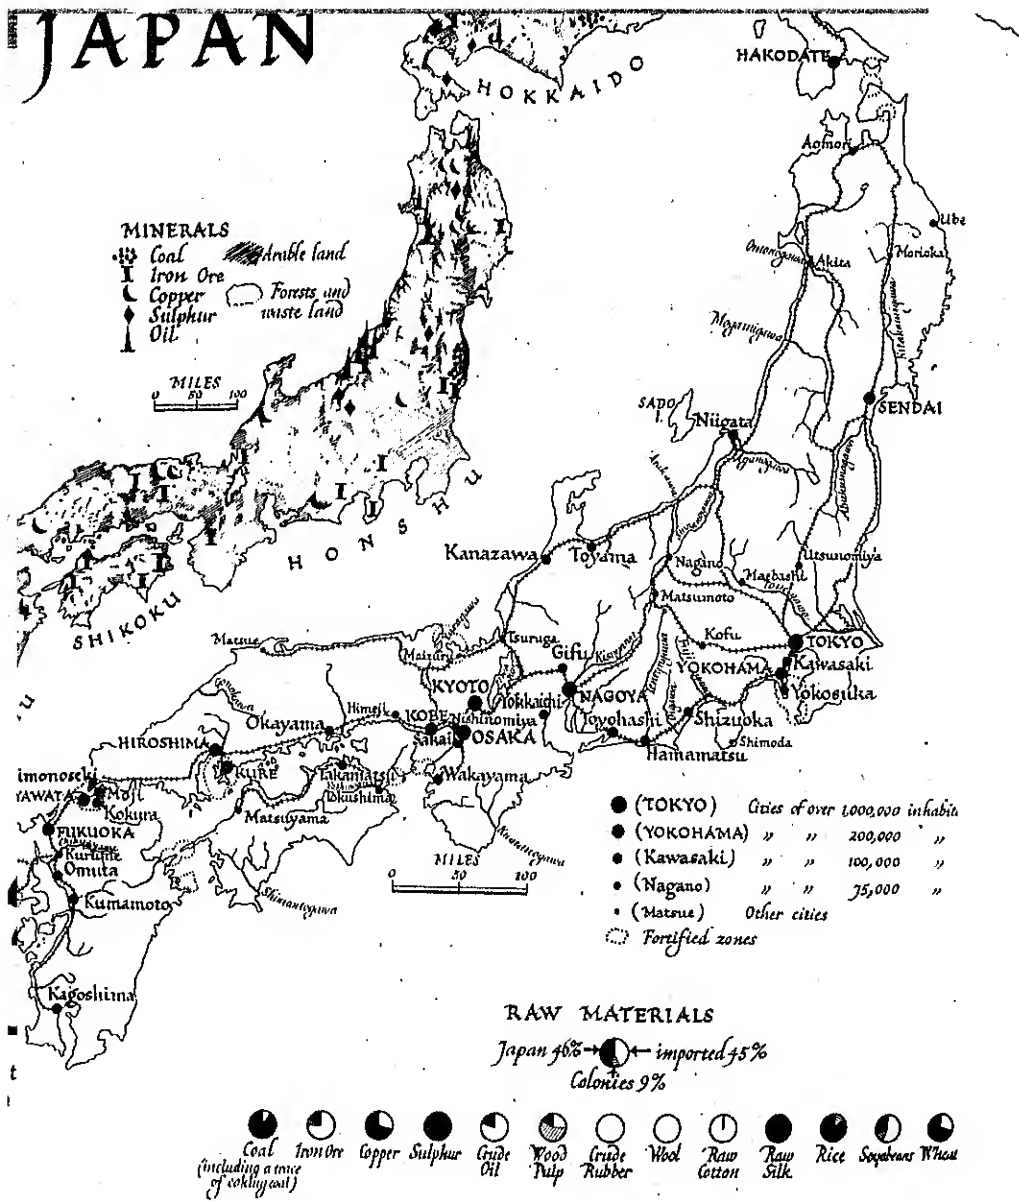 JAPAN
HOKKAIDO
HAKODATE
Aomori
MINERALS
Coal
Arable land
Iron Ore
Copper
Forests and
waste land
Sulphur
Oil
MILES
0 50 100
HONSHU
SHIKOKU
U
Ube
Akita
Morioka
Mogamigawa
SENDAI
SADO
I.
Niigata
Aganogawa
Kanazawa
Toyama
Nagano
Utsunomiya
Maebashi
Matsumoto
Matsue
Tsuruga
Maizuru
Gifu
Kofu
TOKYO
YOKOHAMA
Kawasaki
Yokosuka
KYOTO
Yokkaichi
NAGOYA
Himeji
KOBE
Nishinomiya
Okayama
Sakai
OSAKA
Toyohashi
Shizuoka
Hamamatsu
Shimoda
HIROSHIMA
KURE
Takamatsu
Tokushima
Wakayama
imonoseki
YAWATA
Moji
Kokura
Matsuyama
FUKUOKA
Kurume
Omuta
Kumamoto
Shimantogawa
Kagoshima
MILES
0 50 100
(TOKYO) Cities of over 1,000,000 inhabita
(YOKOHAMA) " " 200,000 "
(Kawasaki) " " 100,000 "
(Nagano) " " 75,000 "
(Matsue) Other cities
Fortified zones
RAW MATERIALS
Japan 46% imported 45%
Colonies 9%
Coal
(including a trace
of coking coal)
Iron Ore
Copper
Sulphur
Crude
Oil
Wood
Pulp
Crude
Rubber
Wool
Raw
Cotton
Raw
Silk
Rice
Soyabeans
Wheat
t